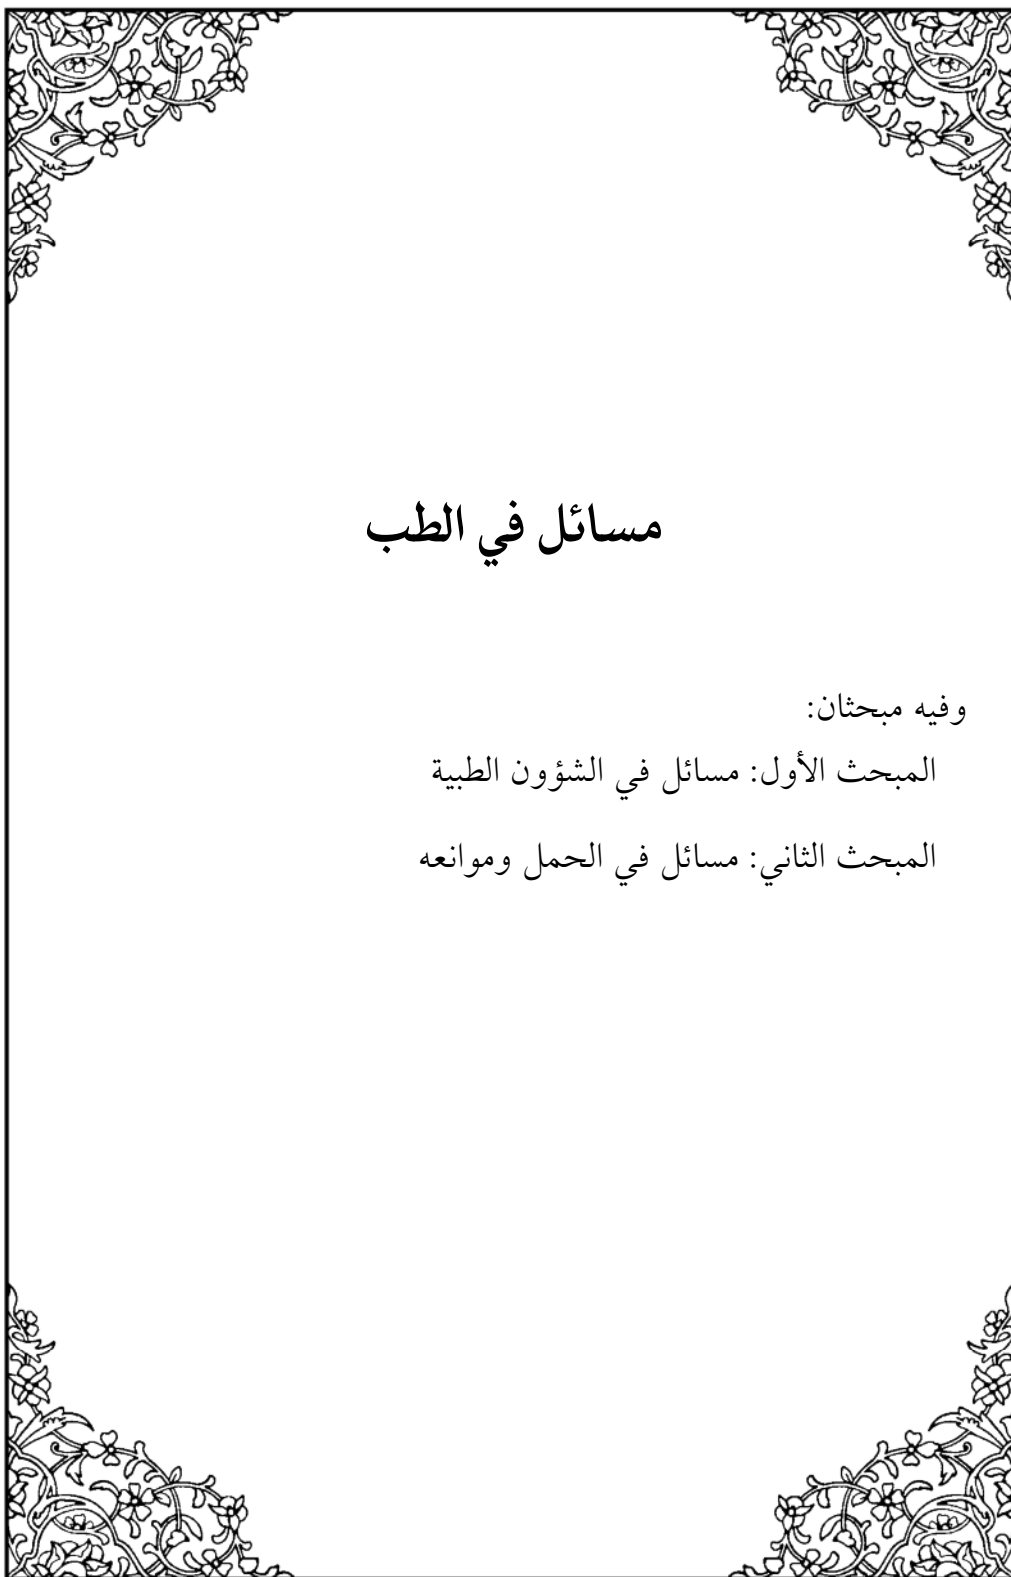 مسائل في الطب
وفيه مبحثان:
المبحث الأول: مسائل في الشؤون الطبية
المبحث الثاني: مسائل في الحمل وموانعه